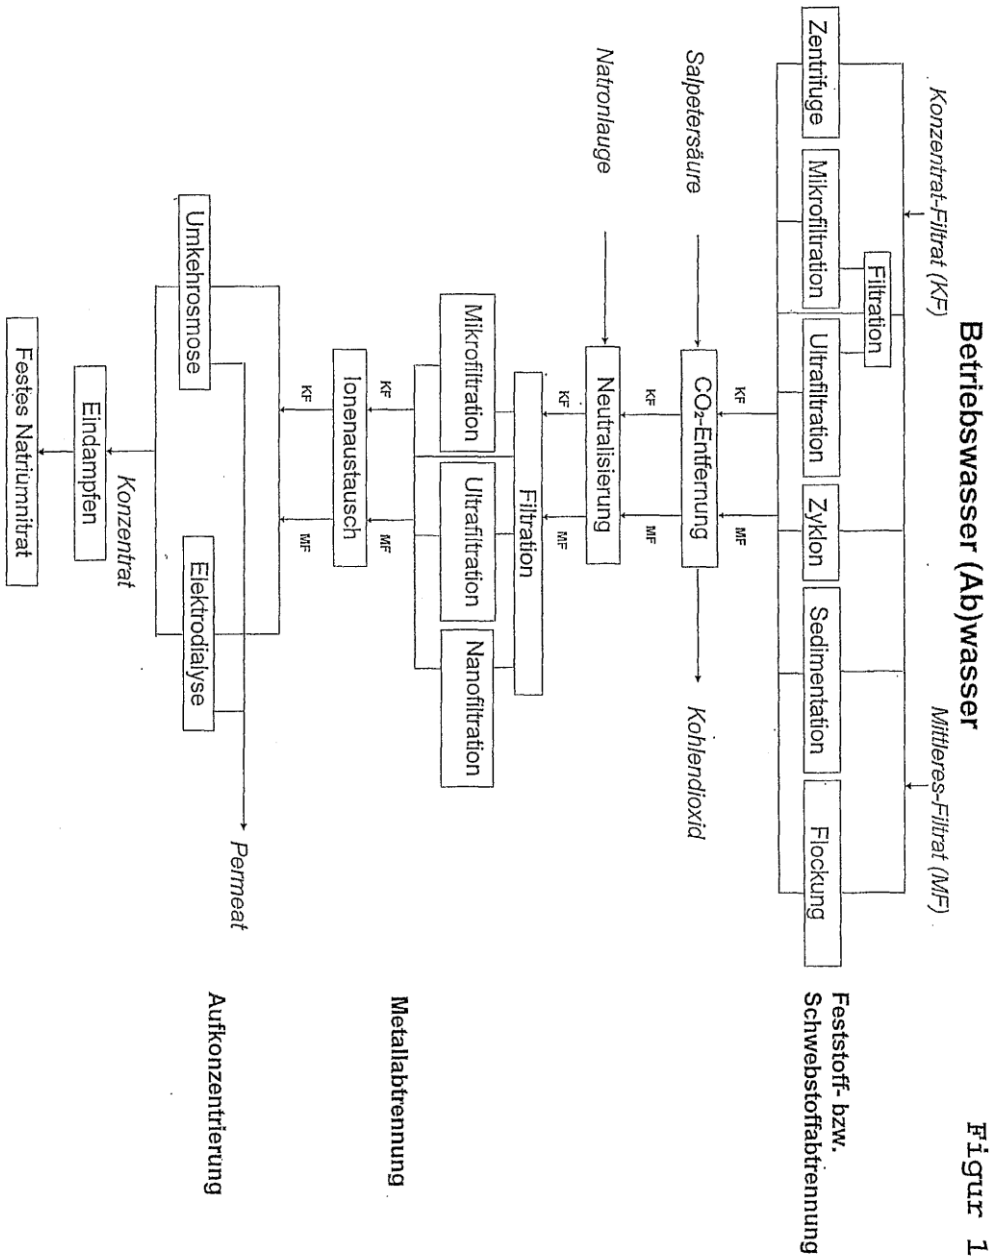 Figur 1
Betriebswasser (Ab)wasser
Konzentrat-Filtrat (KF)
Mittleres-Filtrat (MF)
Filtration
Zentrifuge
Mikrofiltration
Ultrafiltration
Zyklon
Sedimentation
Flockung
Feststoff- bzw.
Schwebstoffabtrennung
KF
MF
Salpetersäure
CO₂-Entfernung
Kohlendioxid
KF
MF
Natronlauge
Neutralisierung
KF
MF
Filtration
Mikrofiltration
Ultrafiltration
Nanofiltration
Metallabtrennung
KF
MF
Ionenaustausch
KF
MF
Umkehrosmose
Elektrodialyse
Permeat
Aufkonzentrierung
Konzentrat
Eindampfen
Festes Natriumnitrat